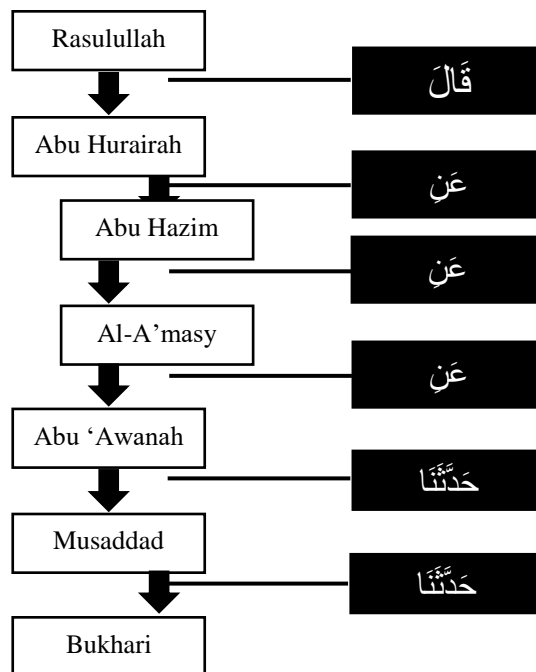 Rasulullah
قَالَ
Abu Hurairah
عَنِ
Abu Hazim
عَنِ
Al-A’masy
عَنِ
Abu ‘Awanah
حَدَّثَنَا
Musaddad
حَدَّثَنَا
Bukhari